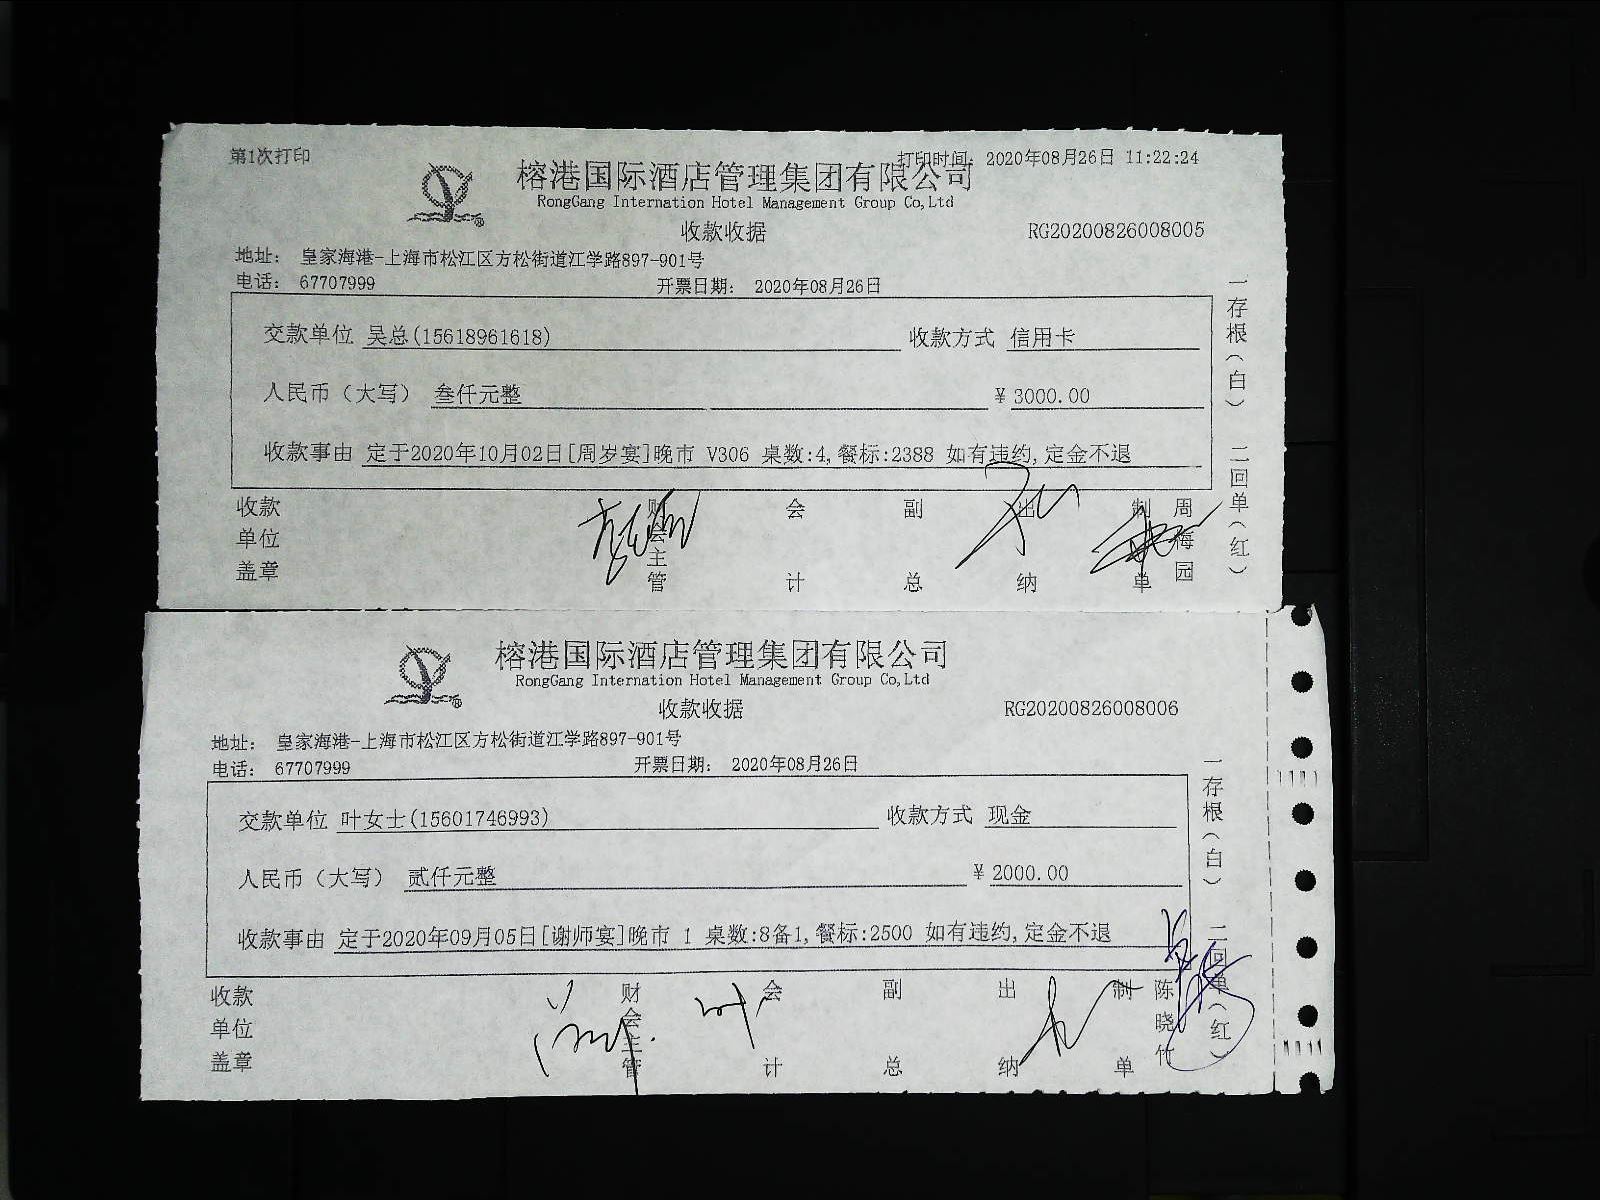 第1次打印
打印时间: 2020年08月26日 11:22:24
榕港国际酒店管理集团有限公司
RongGang Internation Hotel Management Group Co,Ltd
收款收据
RG20200826008005
地址: 皇家海港-上海市松江区方松街道江学路897-901号
电话: 67707999
开票日期: 2020年08月26日
交款单位 吴总(15618961618) 收款方式 信用卡
人民币（大写） 叁仟元整 ¥3000.00
收款事由 定于2020年10月02日[周岁宴]晚市 V306 桌数:4,餐标:2388 如有违约,定金不退
收款单位盖章 财会主管 会计 副总 出纳 制单 周梅园
一存根(白) 二回单(红)
榕港国际酒店管理集团有限公司
RongGang Internation Hotel Management Group Co,Ltd
收款收据
RG20200826008006
地址: 皇家海港-上海市松江区方松街道江学路897-901号
电话: 67707999
开票日期: 2020年08月26日
交款单位 叶女士(15601746993) 收款方式 现金
人民币（大写） 贰仟元整 ¥2000.00
收款事由 定于2020年09月05日[谢师宴]晚市 1 桌数:8备1,餐标:2500 如有违约,定金不退
收款单位盖章 财会主管 会计 副总 出纳 制单 陈晓竹
一存根(白) 二回单(红)